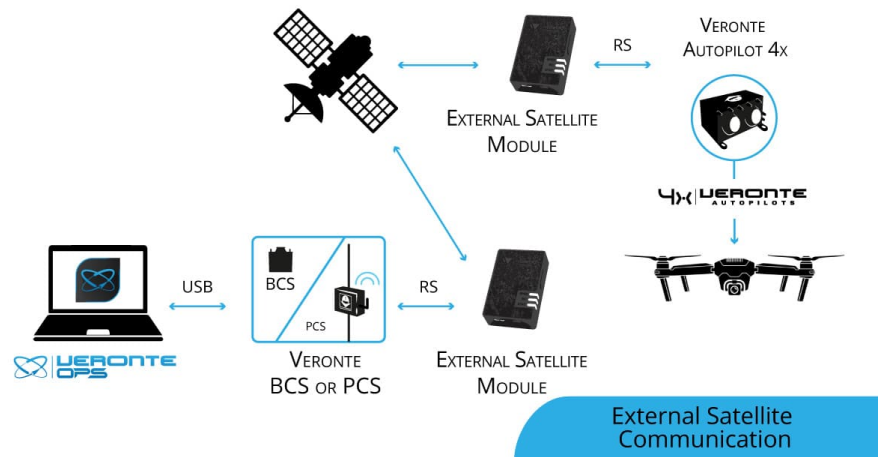 VERONTE
AUTOPILOT 4X
RS
EXTERNAL SATELLITE
MODULE
4X VERONTE
AUTOPILOTS
USB
BCS
PCS
RS
VERONTE
OPS
VERONTE
BCS OR PCS
EXTERNAL SATELLITE
MODULE
External Satellite
Communication